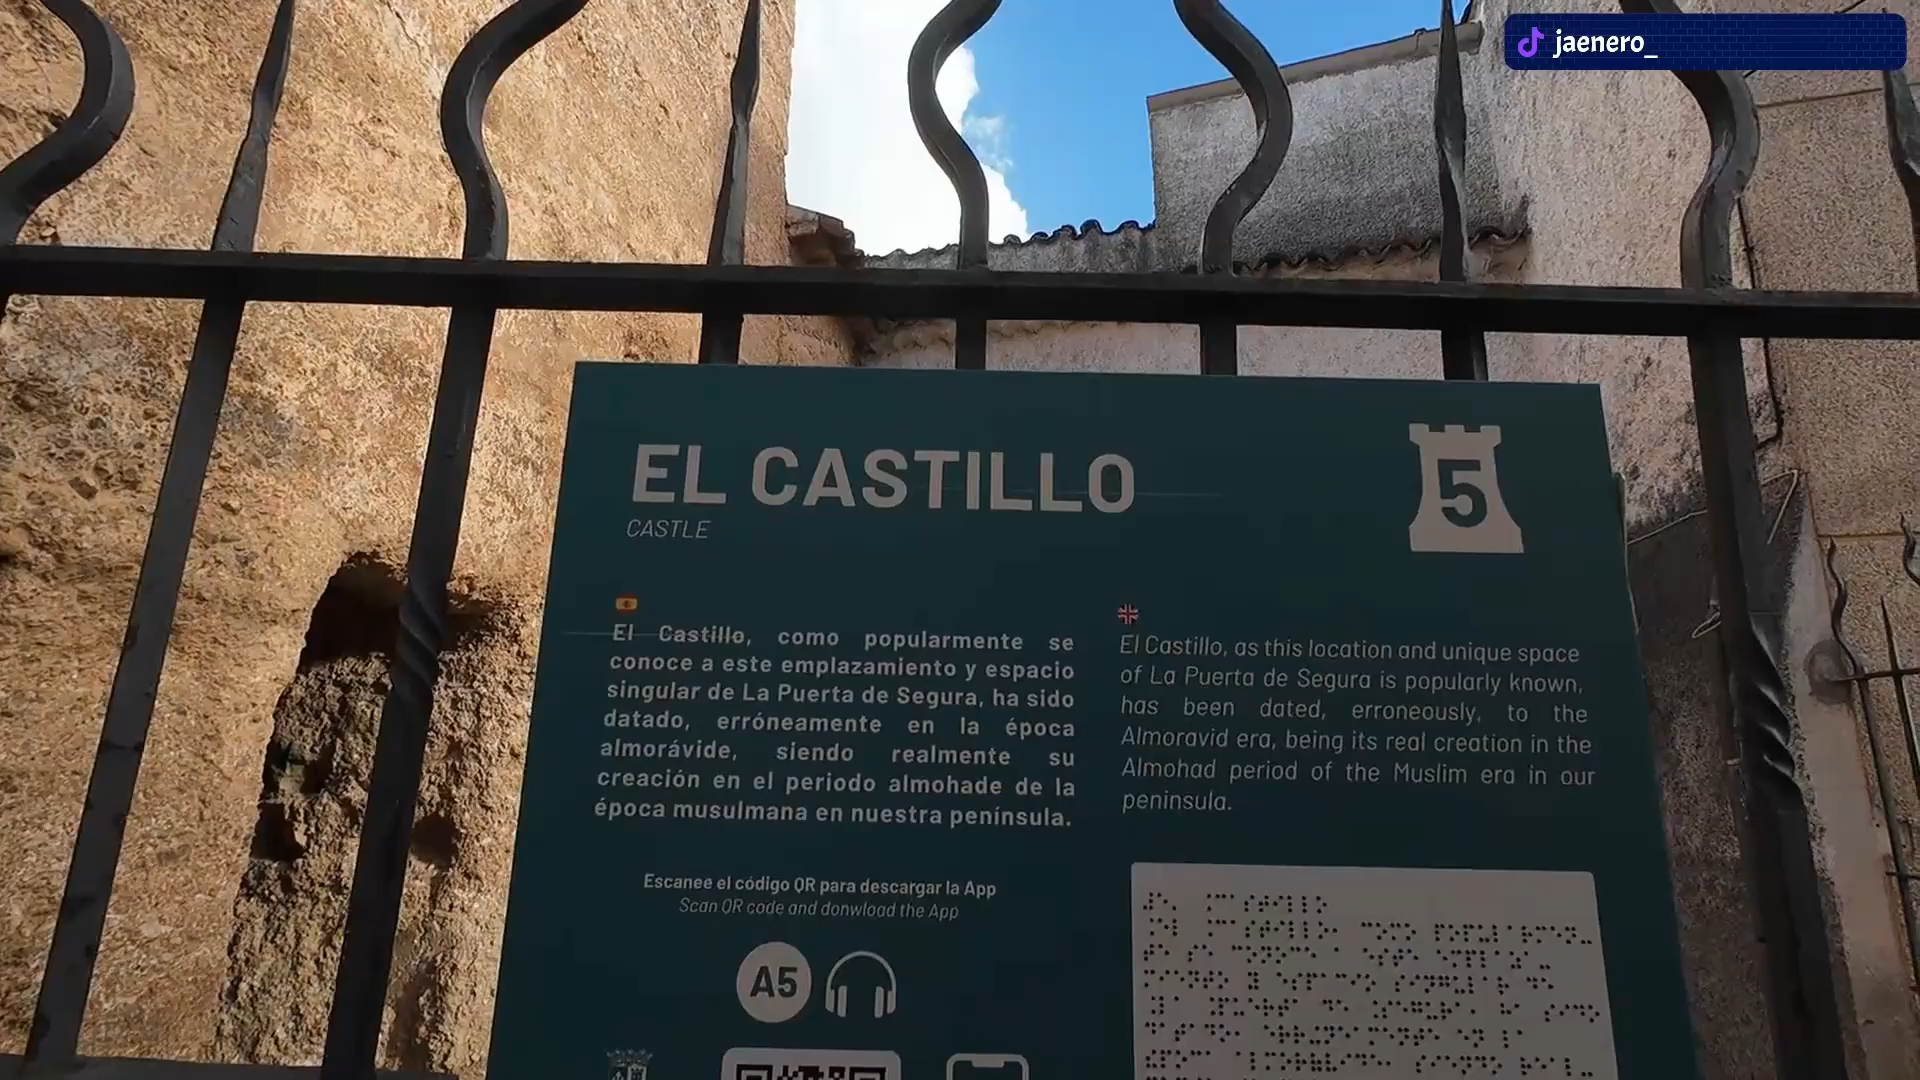 jaenero_
EL CASTILLO
CASTLE
5
El Castillo, como popularmente se
conoce a este emplazamiento y espacio
singular de La Puerta de Segura, ha sido
datado, erróneamente en la época
almorávide, siendo realmente su
creación en el periodo almohade de la
época musulmana en nuestra península.
El Castillo, as this location and unique space
of La Puerta de Segura is popularly known,
has been dated, erroneously, to the
Almoravid era, being its real creation in the
Almohad period of the Muslim era in our
peninsula.
Escanee el código QR para descargar la App
Scan QR code and donwload the App
A5